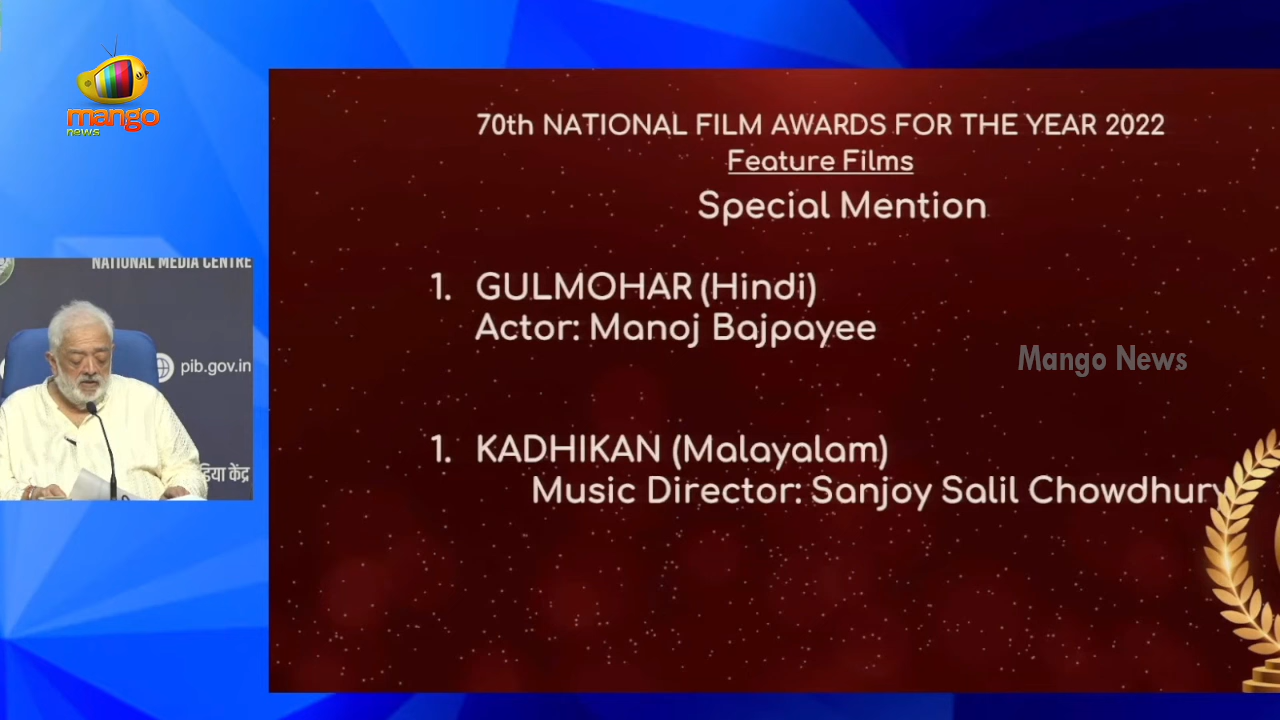 mango
news
70th NATIONAL FILM AWARDS FOR THE YEAR 2022
Feature Films
Special Mention
1. GULMOHAR (Hindi)
Actor: Manoj Bajpayee
Mango News
1. KADHIKAN (Malayalam)
Music Director: Sanjoy Salil Chowdhury
NATIONAL MEDIA CENTRE
pib.gov.in
केंद्र